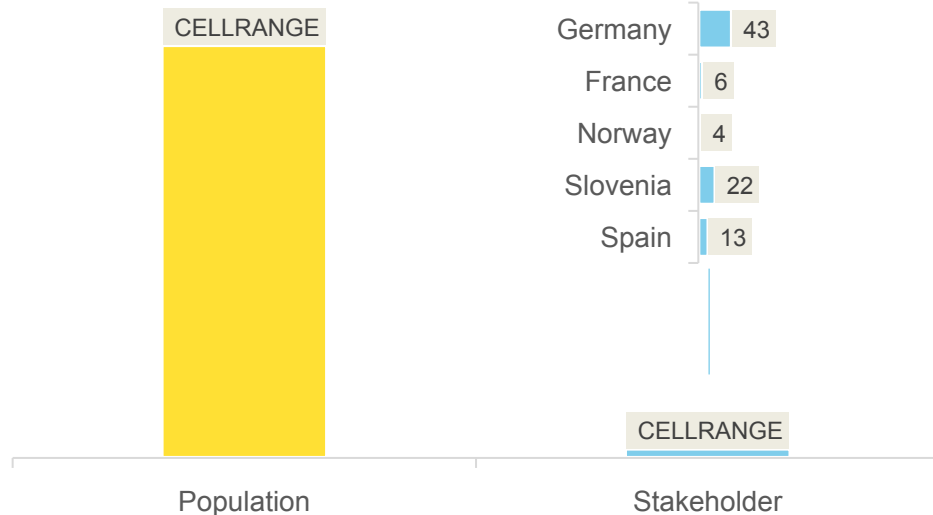 CELLRANGE
Germany 43
France 6
Norway 4
Slovenia 22
Spain 13
CELLRANGE
Population
Stakeholder